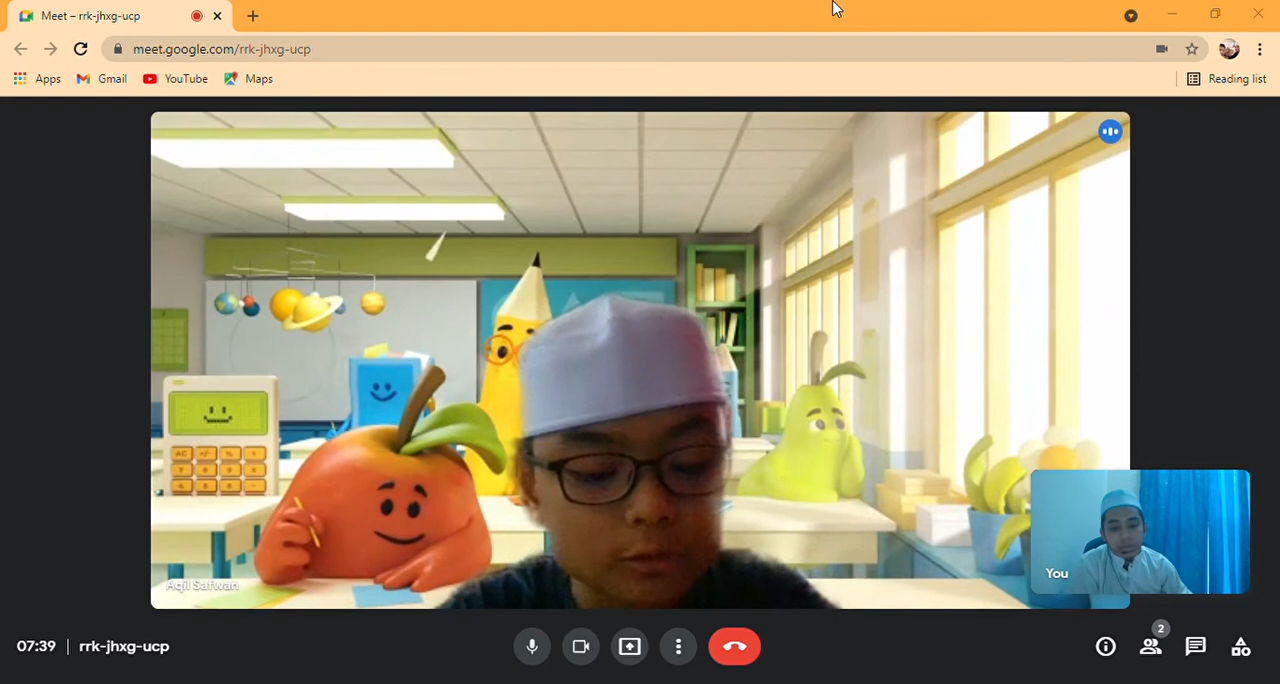 Meet – rrk-jhxg-ucp
meet.google.com/rrk-jhxg-ucp
Apps Gmail YouTube Maps Reading list
AC +/- %
Aqil Safwan
You
07:39 | rrk-jhxg-ucp
2